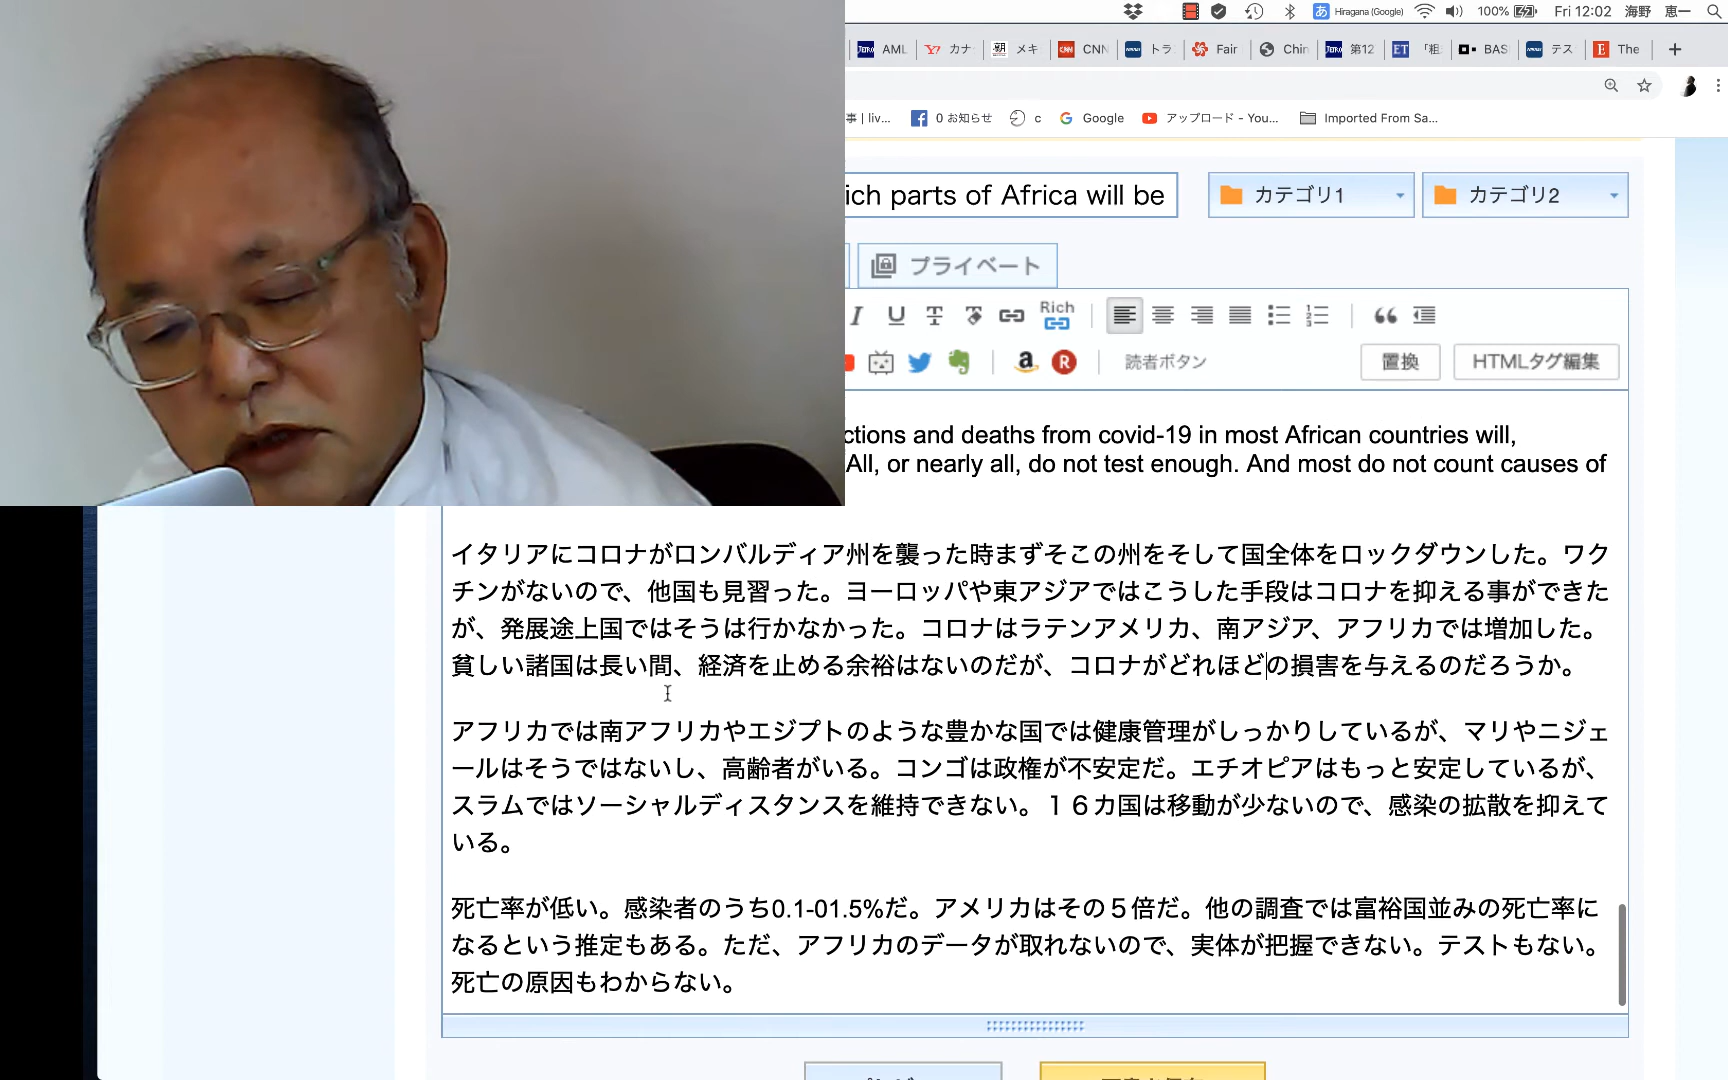 あ Hiragana (Google) 100% Fri 12:02 海野 恵一
JETRO AML Y? カナ 朝 メキ CNN CNN トラ Fair Chin JETRO 第12 ET 「粗 BAS テス E The +
事 | liv... 0 お知らせ c Google アップロード - You... Imported From Sa...
ich parts of Africa will be カテゴリ1 カテゴリ2
プライベート
I U T Rich
a R 読者ボタン 置換 HTMLタグ編集
ctions and deaths from covid-19 in most African countries will,
All, or nearly all, do not test enough. And most do not count causes of
イタリアにコロナがロンバルディア州を襲った時まずそこの州をそして国全体をロックダウンした。ワク
チンがないので、他国も見習った。ヨーロッパや東アジアではこうした手段はコロナを抑える事ができた
が、発展途上国ではそうは行かなかった。コロナはラテンアメリカ、南アジア、アフリカでは増加した。
貧しい諸国は長い間、経済を止める余裕はないのだが、コロナがどれほどの損害を与えるのだろうか。
アフリカでは南アフリカやエジプトのような豊かな国では健康管理がしっかりしているが、マリやニジェ
ールはそうではないし、高齢者がいる。コンゴは政権が不安定だ。エチオピアはもっと安定しているが、
スラムではソーシャルディスタンスを維持できない。１６カ国は移動が少ないので、感染の拡散を抑えて
いる。
死亡率が低い。感染者のうち0.1-01.5%だ。アメリカはその５倍だ。他の調査では富裕国並みの死亡率に
なるという推定もある。ただ、アフリカのデータが取れないので、実体が把握できない。テストもない。
死亡の原因もわからない。